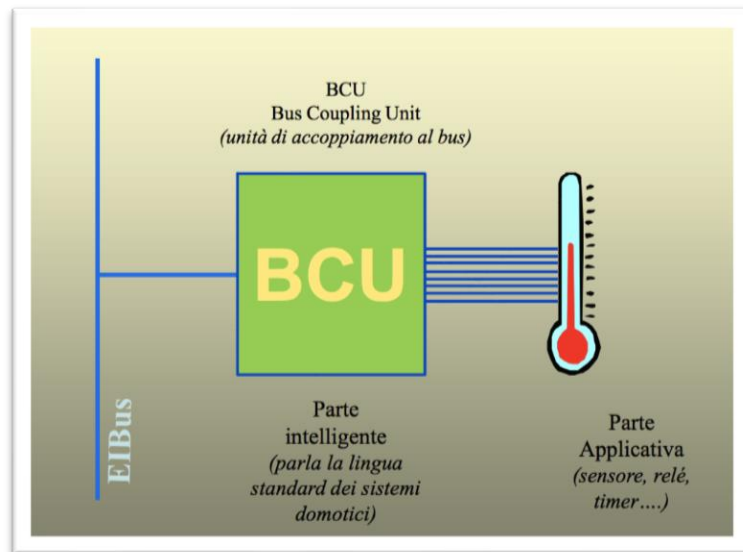 BCU
Bus Coupling Unit
(unità di accoppiamento al bus)
BCU
EIBus
Parte
intelligente
(parla la lingua
standard dei sistemi
domotici)
Parte
Applicativa
(sensore, relé,
timer….)